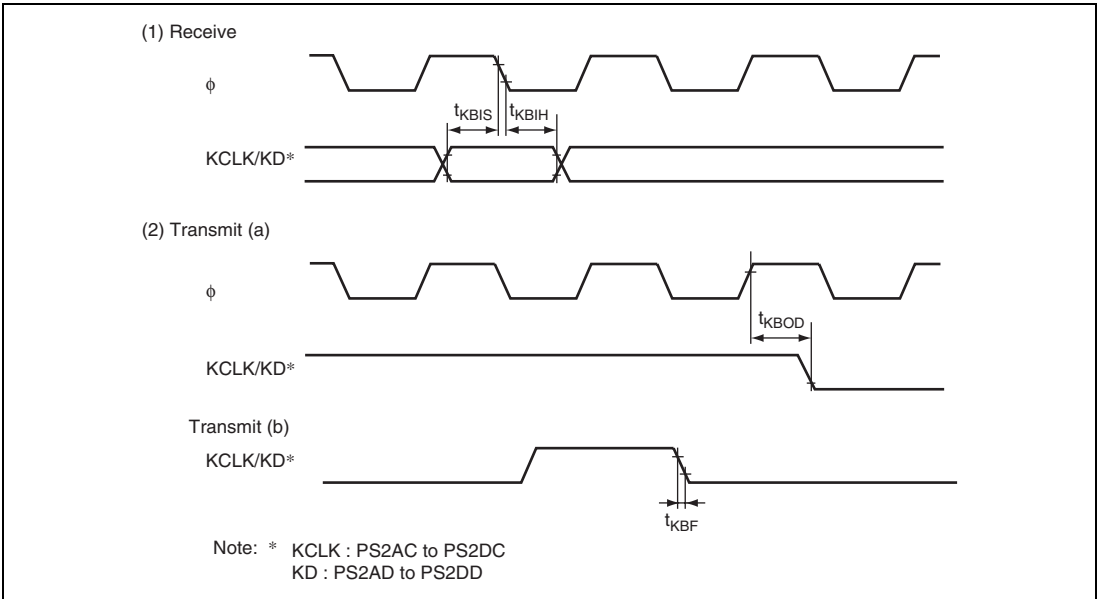 (1) Receive
ϕ
tKBIS tKBIH
KCLK/KD*
(2) Transmit (a)
ϕ
tKBOD
KCLK/KD*
Transmit (b)
KCLK/KD*
tKBF
Note: * KCLK : PS2AC to PS2DC
KD : PS2AD to PS2DD